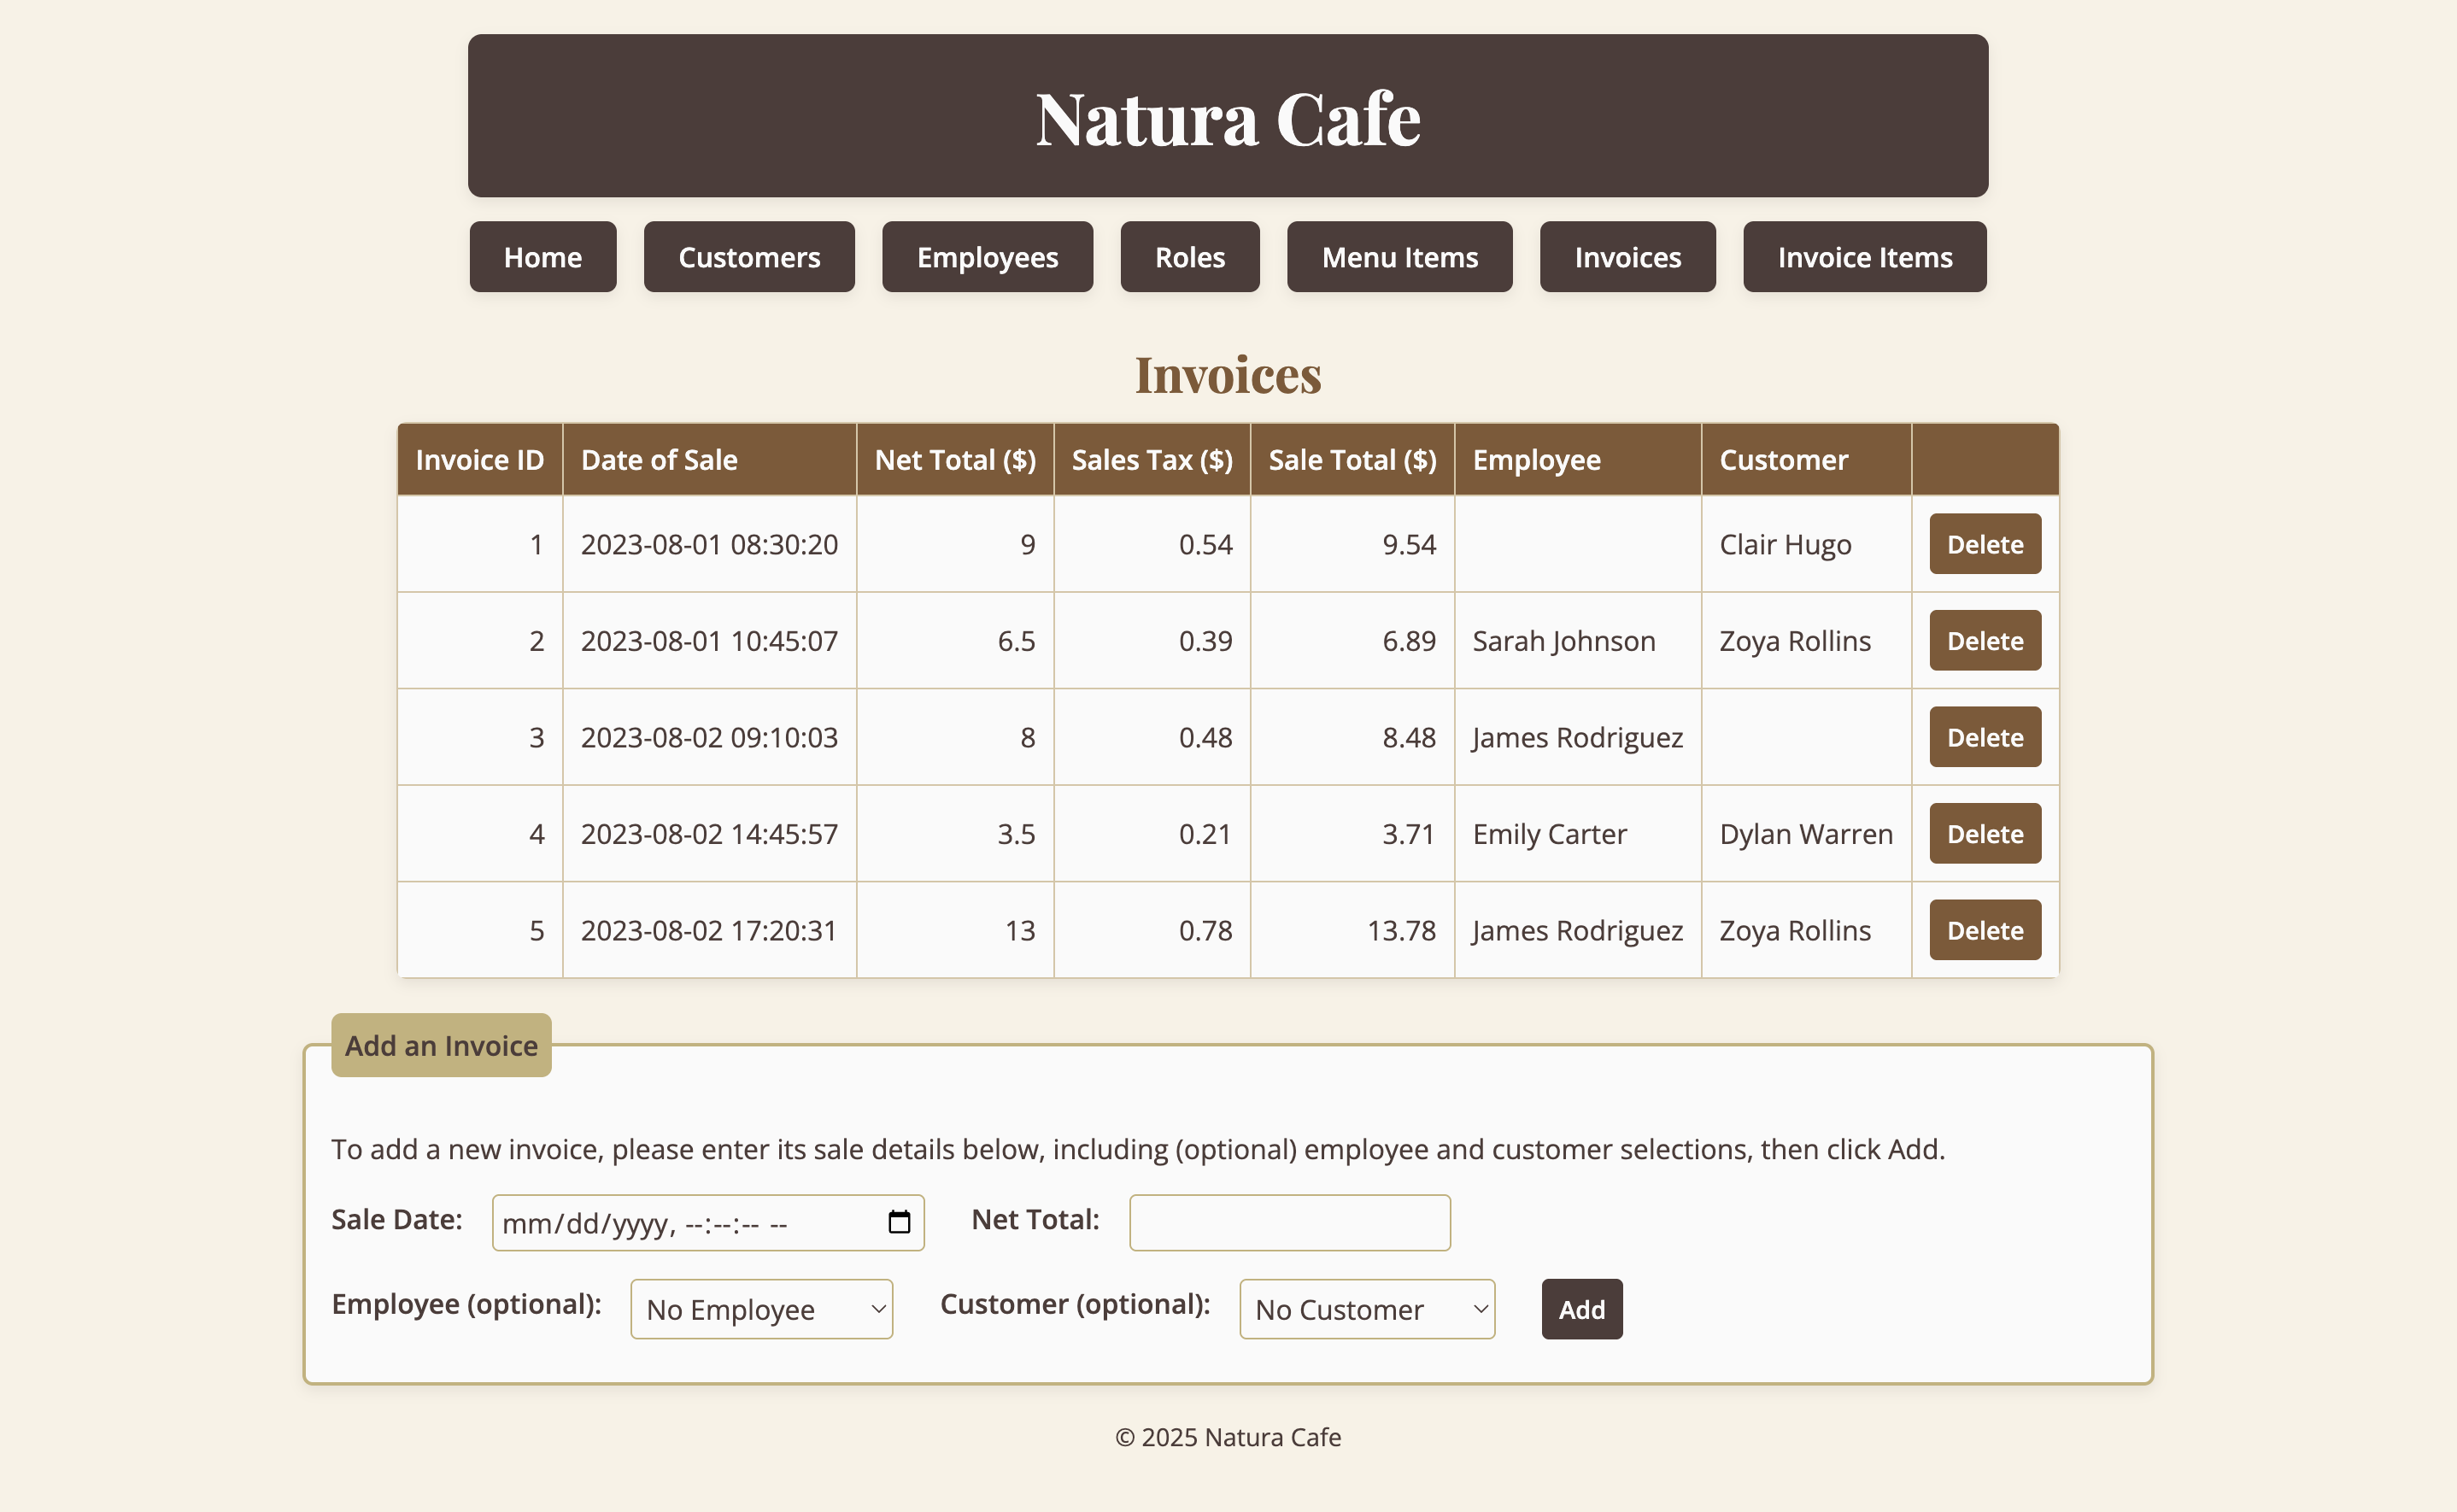 Natura Cafe
Home Customers Employees Roles Menu Items Invoices Invoice Items
Invoices
Invoice ID Date of Sale Net Total ($) Sales Tax ($) Sale Total ($) Employee Customer
1 2023-08-01 08:30:20 9 0.54 9.54 Clair Hugo Delete
2 2023-08-01 10:45:07 6.5 0.39 6.89 Sarah Johnson Zoya Rollins Delete
3 2023-08-02 09:10:03 8 0.48 8.48 James Rodriguez Delete
4 2023-08-02 14:45:57 3.5 0.21 3.71 Emily Carter Dylan Warren Delete
5 2023-08-02 17:20:31 13 0.78 13.78 James Rodriguez Zoya Rollins Delete
Add an Invoice
To add a new invoice, please enter its sale details below, including (optional) employee and customer selections, then click Add.
Sale Date: mm/dd/yyyy, --:--:-- -- Net Total:
Employee (optional): No Employee Customer (optional): No Customer Add
© 2025 Natura Cafe